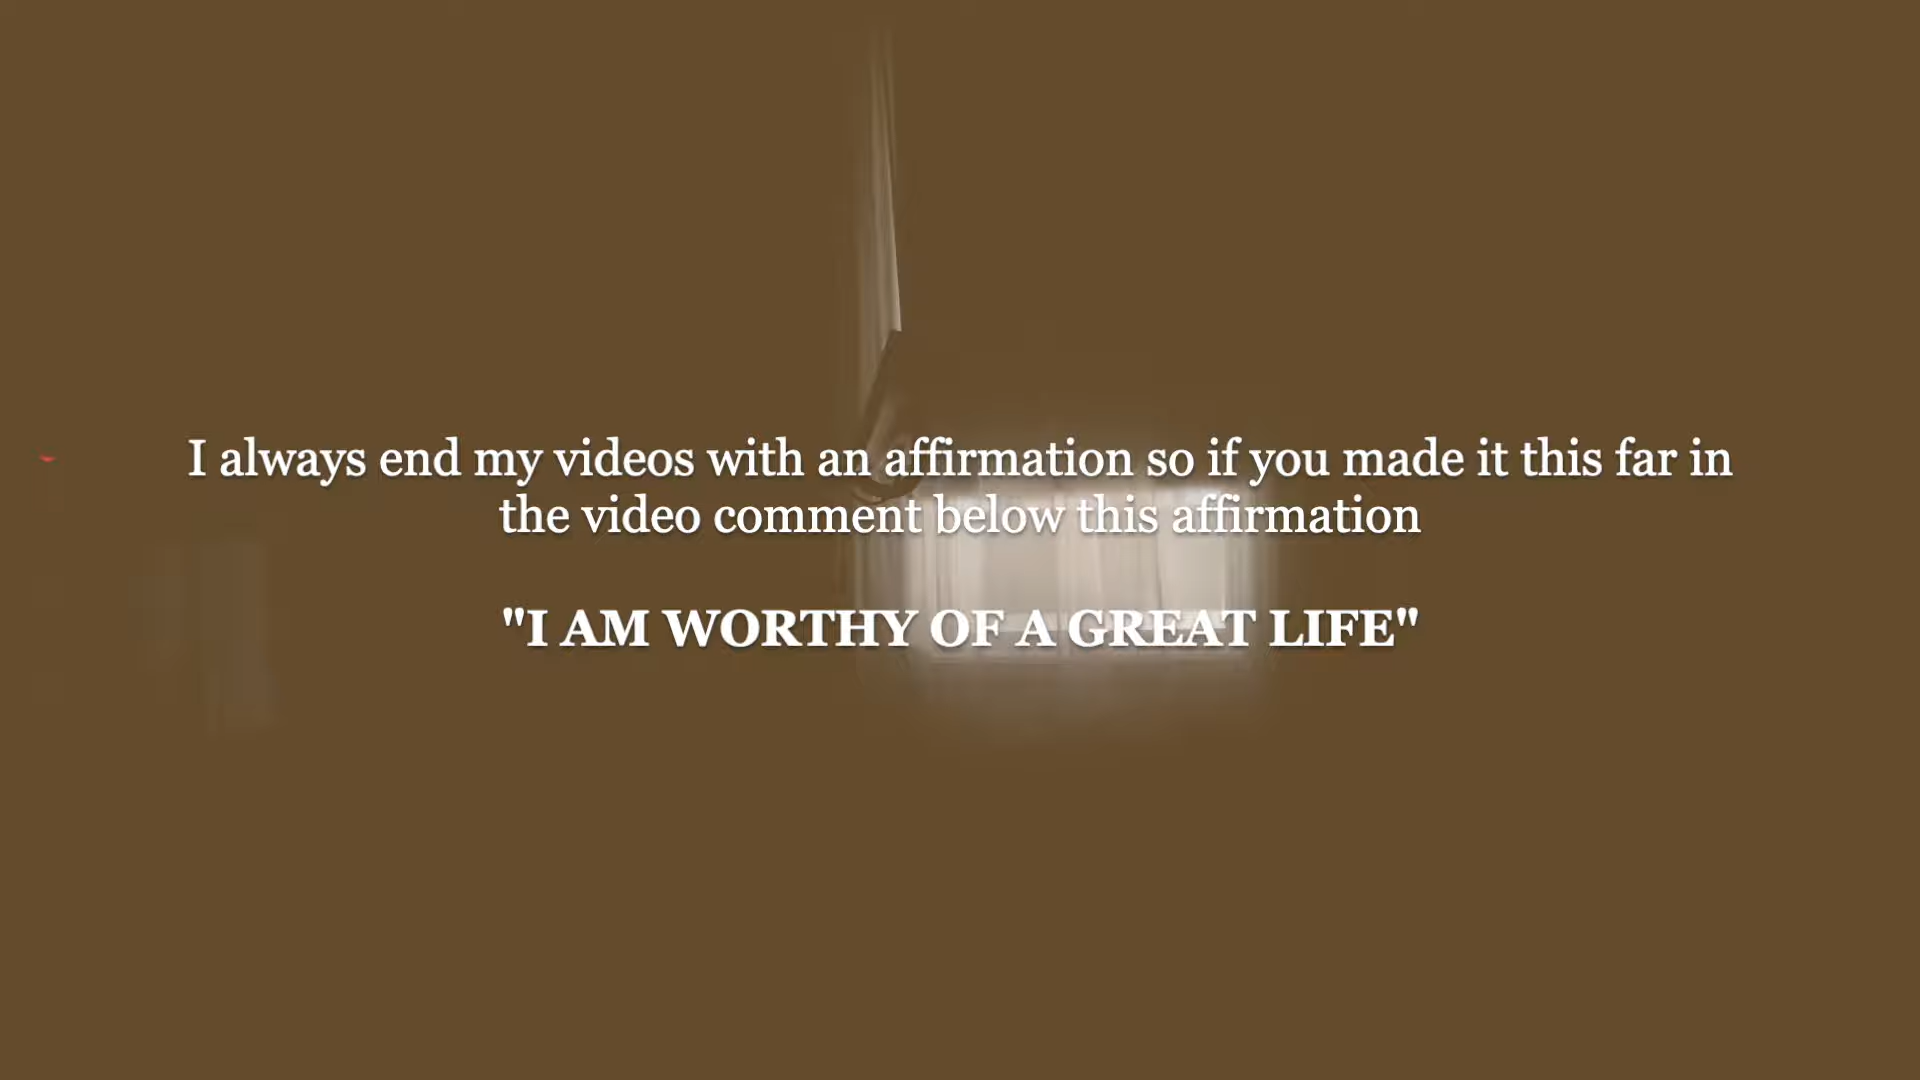 I always end my videos with an affirmation so if you made it this far in
the video comment below this affirmation
"I AM WORTHY OF A GREAT LIFE"